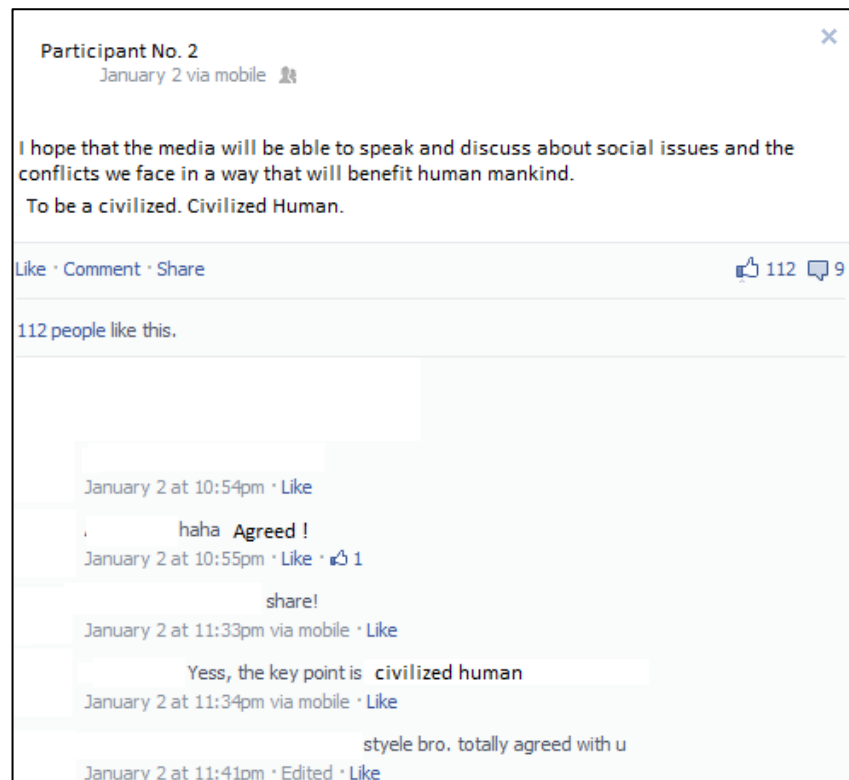 Participant No. 2
January 2 via mobile
I hope that the media will be able to speak and discuss about social issues and the
conflicts we face in a way that will benefit human mankind.
To be a civilized. Civilized Human.
Like · Comment · Share 112 9
112 people like this.
January 2 at 10:54pm · Like
haha Agreed !
January 2 at 10:55pm · Like · 1
share!
January 2 at 11:33pm via mobile · Like
Yess, the key point is civilized human
January 2 at 11:34pm via mobile · Like
styele bro. totally agreed with u
January 2 at 11:41pm · Edited · Like